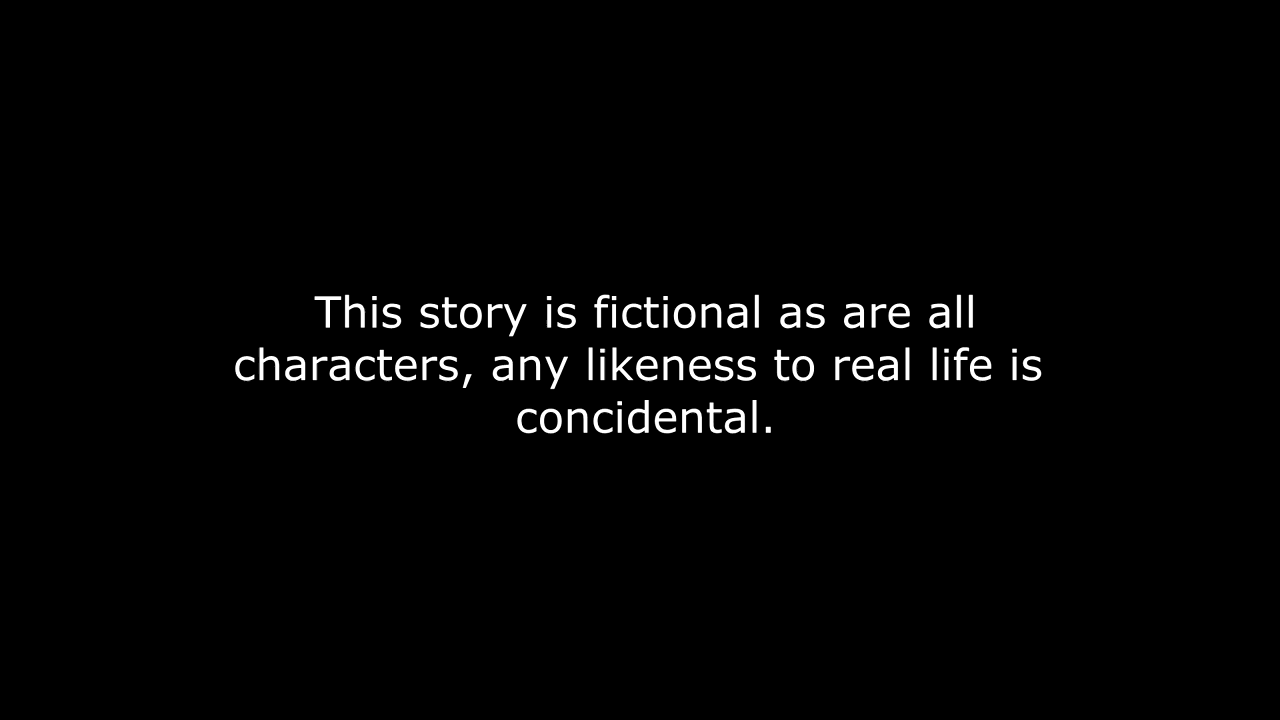 This story is fictional as are all
characters, any likeness to real life is
concidental.